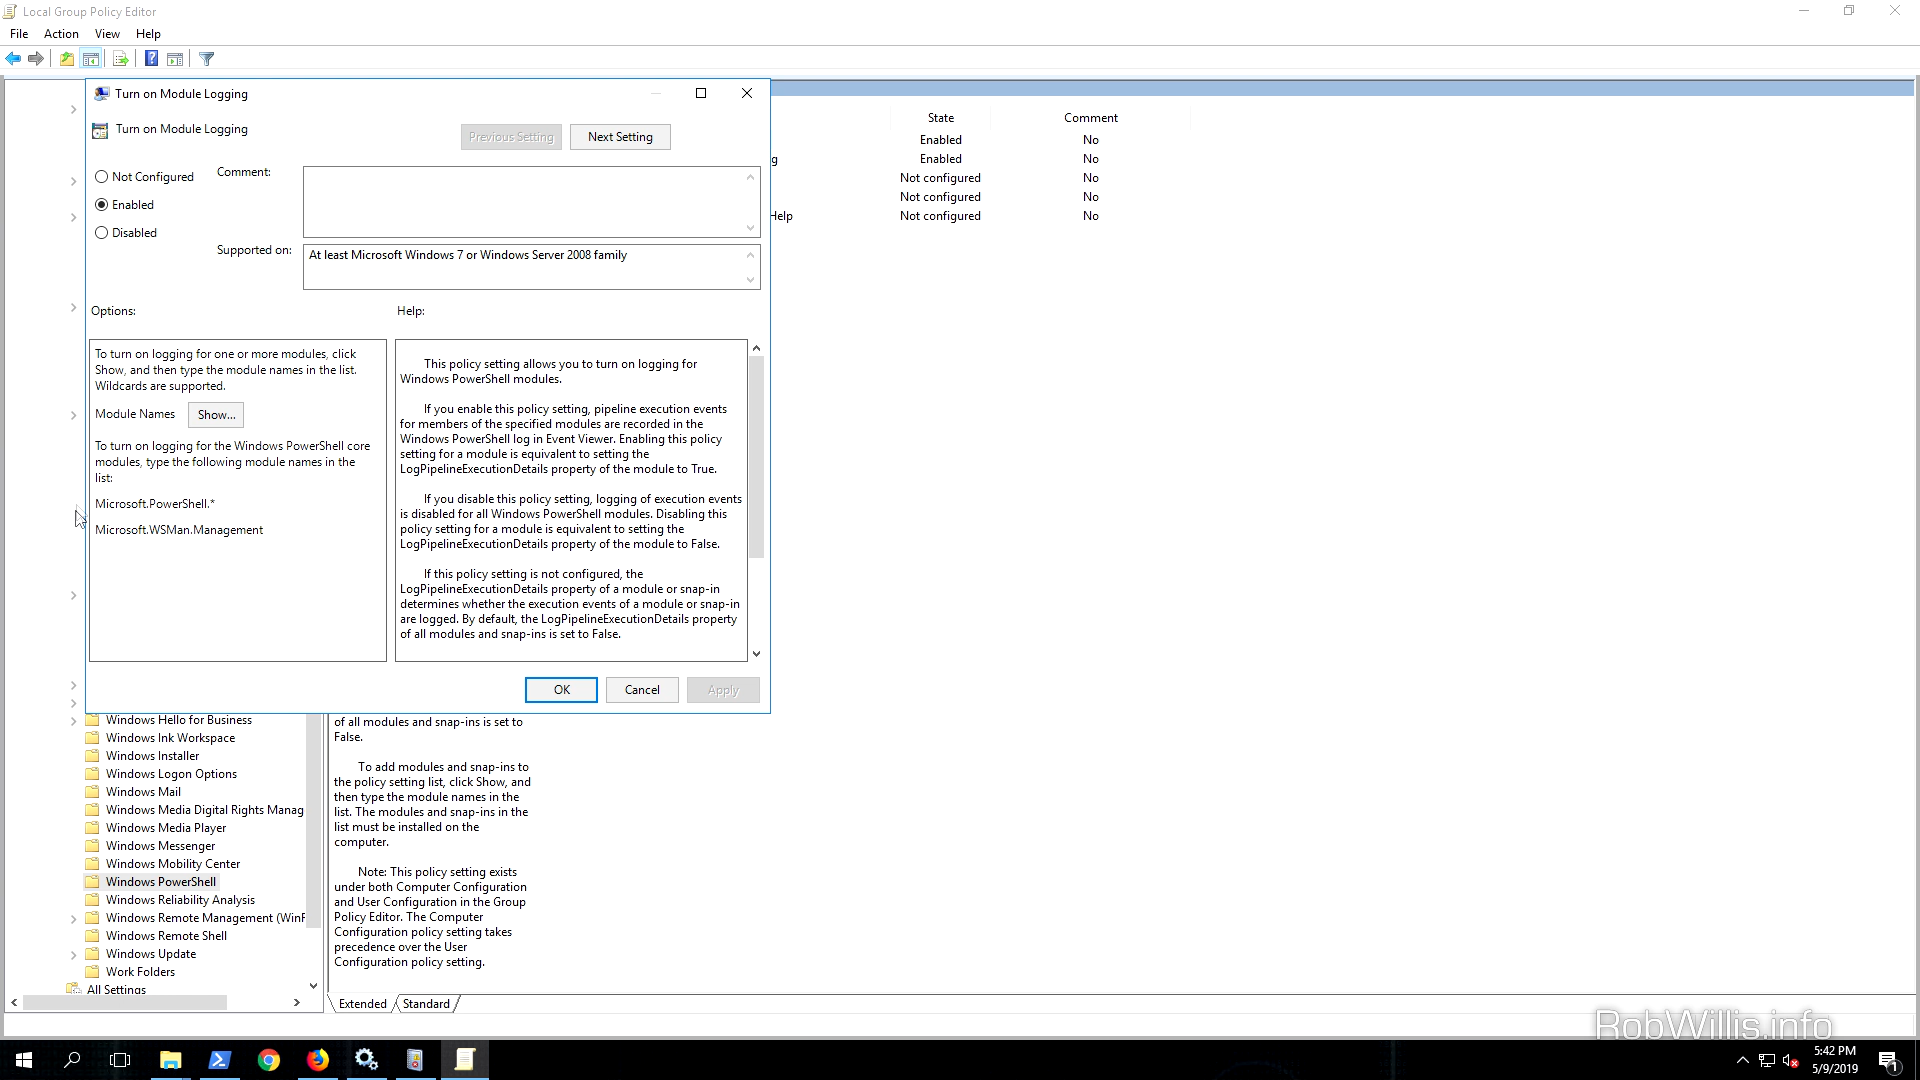 Local Group Policy Editor
File Action View Help
Turn on Module Logging
Turn on Module Logging
Previous Setting Next Setting
Not Configured
Enabled
Disabled
Comment:
Supported on:
At least Microsoft Windows 7 or Windows Server 2008 family
Options:
Help:
To turn on logging for one or more modules, click
Show, and then type the module names in the list.
Wildcards are supported.
Module Names Show...
To turn on logging for the Windows PowerShell core
modules, type the following module names in the
list:
Microsoft.PowerShell.*
Microsoft.WSMan.Management
This policy setting allows you to turn on logging for
Windows PowerShell modules.
If you enable this policy setting, pipeline execution events
for members of the specified modules are recorded in the
Windows PowerShell log in Event Viewer. Enabling this policy
setting for a module is equivalent to setting the
LogPipelineExecutionDetails property of the module to True.
If you disable this policy setting, logging of execution events
is disabled for all Windows PowerShell modules. Disabling this
policy setting for a module is equivalent to setting the
LogPipelineExecutionDetails property of the module to False.
If this policy setting is not configured, the
LogPipelineExecutionDetails property of a module or snap-in
determines whether the execution events of a module or snap-in
are logged. By default, the LogPipelineExecutionDetails property
of all modules and snap-ins is set to False.
OK Cancel Apply
State Comment
Enabled No
g Enabled No
Not configured No
Not configured No
Help Not configured No
Windows Hello for Business
Windows Ink Workspace
Windows Installer
Windows Logon Options
Windows Mail
Windows Media Digital Rights Manag
Windows Media Player
Windows Messenger
Windows Mobility Center
Windows PowerShell
Windows Reliability Analysis
Windows Remote Management (WinR
Windows Remote Shell
Windows Update
Work Folders
All Settings
of all modules and snap-ins is set to
False.
To add modules and snap-ins to
the policy setting list, click Show, and
then type the module names in the
list. The modules and snap-ins in the
list must be installed on the
computer.
Note: This policy setting exists
under both Computer Configuration
and User Configuration in the Group
Policy Editor. The Computer
Configuration policy setting takes
precedence over the User
Configuration policy setting.
Extended Standard
RobWillis.info
5:42 PM
5/9/2019
1